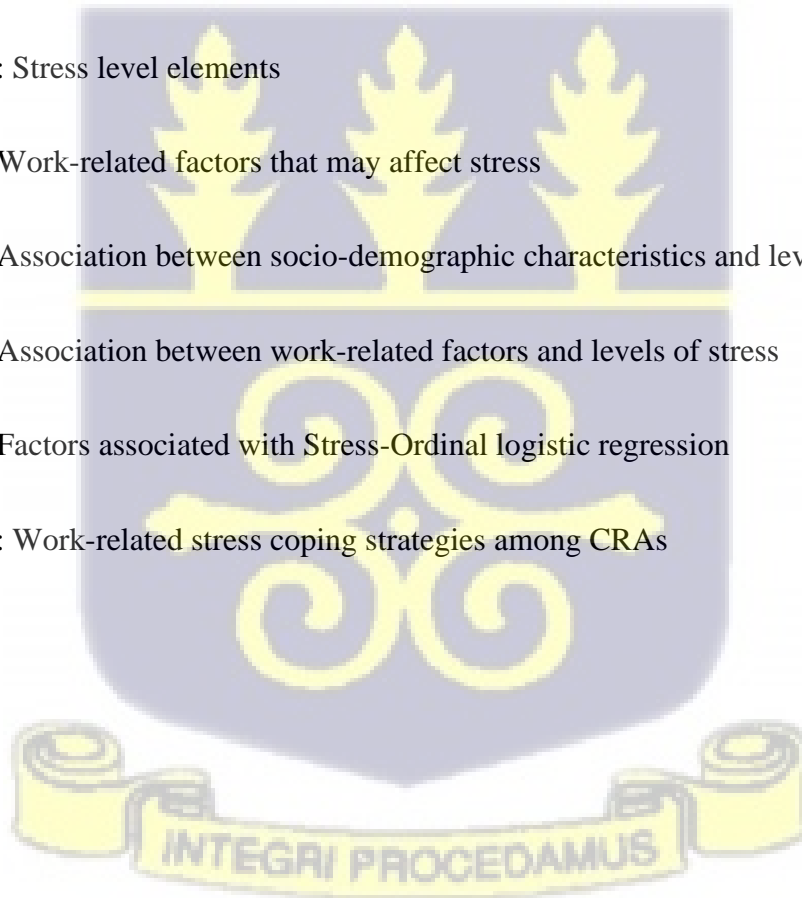 : Stress level elements
Work-related factors that may affect stress
Association between socio-demographic characteristics and lev
Association between work-related factors and levels of stress
Factors associated with Stress-Ordinal logistic regression
: Work-related stress coping strategies among CRAs
INTEGRI PROCEDAMUS